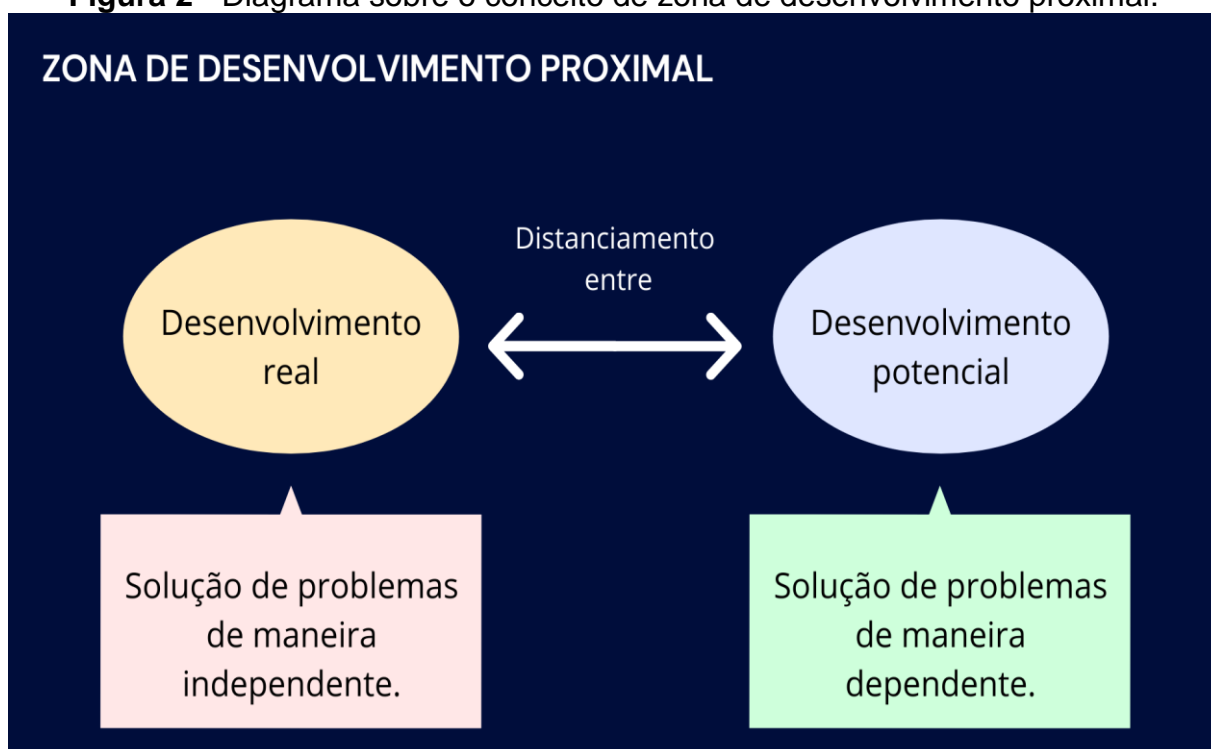 Figura 2 - Diagrama sobre o conceito de zona de desenvolvimento proximal.
ZONA DE DESENVOLVIMENTO PROXIMAL
Distanciamento
entre
Desenvolvimento
real
Desenvolvimento
potencial
Solução de problemas
de maneira
independente.
Solução de problemas
de maneira
dependente.